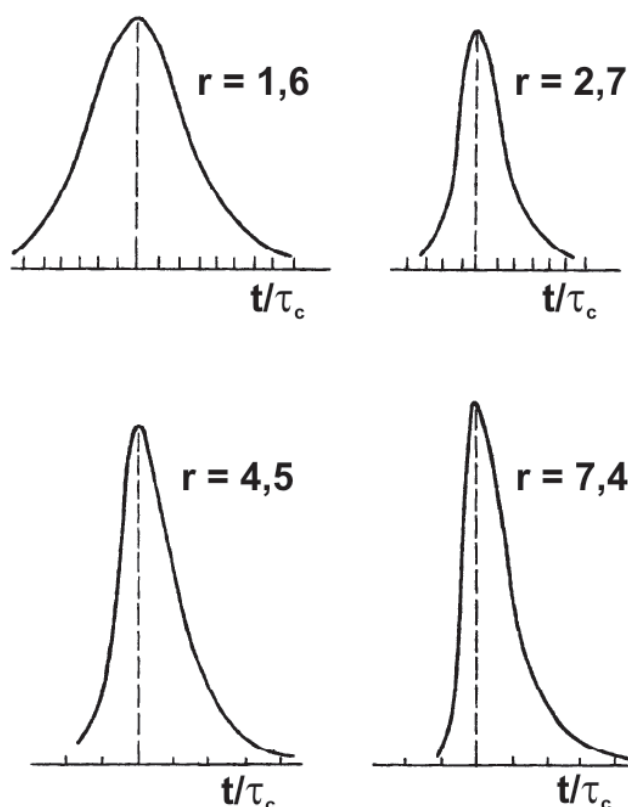 r = 1,6
r = 2,7
t/τc
t/τc
r = 4,5
r = 7,4
t/τc
t/τc